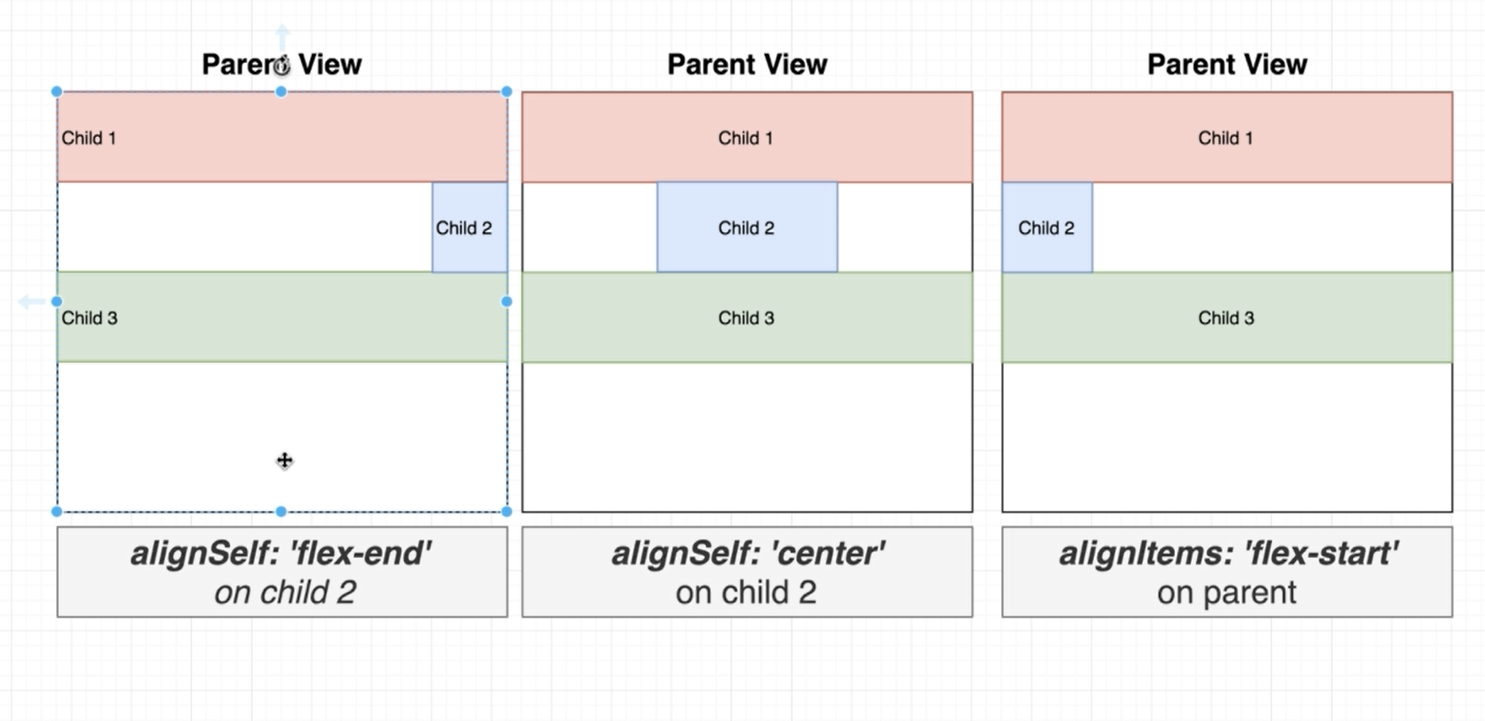 Parent View
Child 1
Child 2
Child 3
alignSelf: 'flex-end'
on child 2
Parent View
Child 1
Child 2
Child 3
alignSelf: 'center'
on child 2
Parent View
Child 1
Child 2
Child 3
alignItems: 'flex-start'
on parent